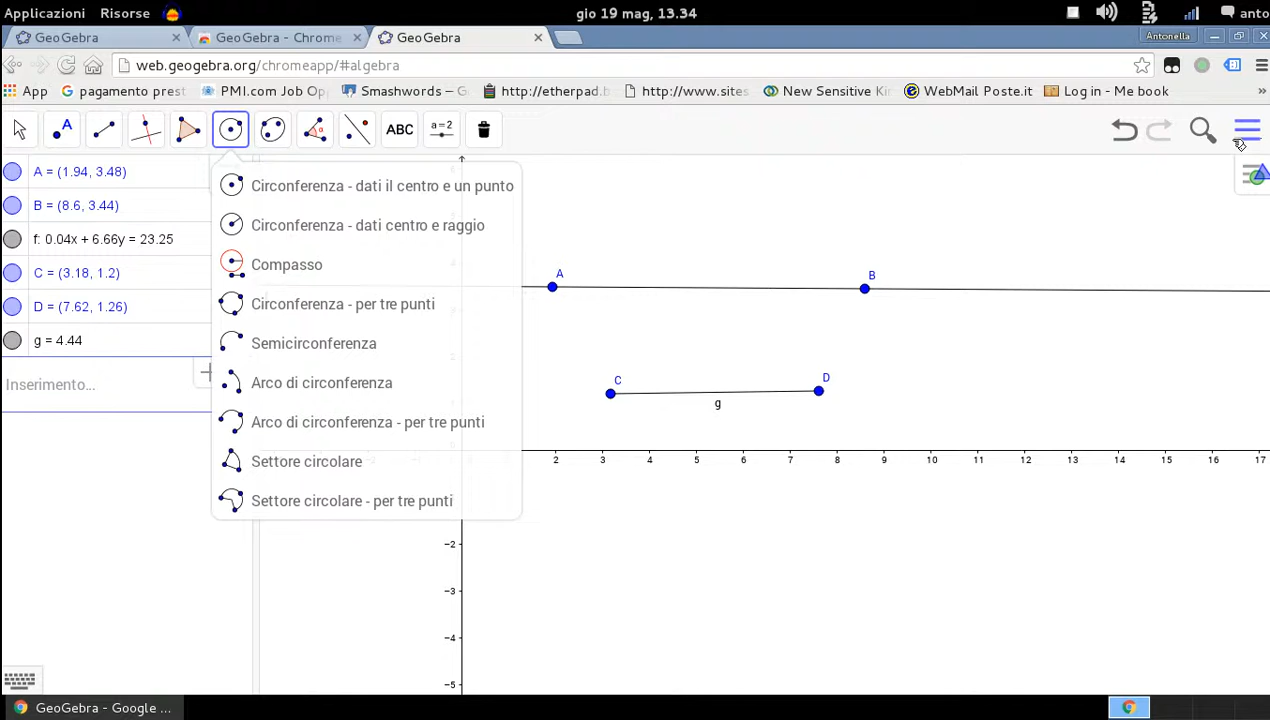 Applicazioni Risorse gio 19 mag, 13.34 anto
GeoGebra GeoGebra - Chrome GeoGebra Antonella
web.geogebra.org/chromeapp/#algebra
App pagamento prest PMI.com Job Op Smashwords – G http://etherpad.b http://www.sites New Sensitive Ki WebMail Poste.it Log in - Me book »
ABC a=2
A = (1.94, 3.48)
B = (8.6, 3.44)
f: 0.04x + 6.66y = 23.25
C = (3.18, 1.2)
D = (7.62, 1.26)
g = 4.44
Inserimento...
Circonferenza - dati il centro e un punto
Circonferenza - dati centro e raggio
Compasso
Circonferenza - per tre punti
Semicirconferenza
Arco di circonferenza
Arco di circonferenza - per tre punti
Settore circolare
Settore circolare - per tre punti
A B
C D
g
2 3 4 5 6 7 8 9 10 11 12 13 14 15 16 17
−2
−3
−4
−5
GeoGebra - Google ...